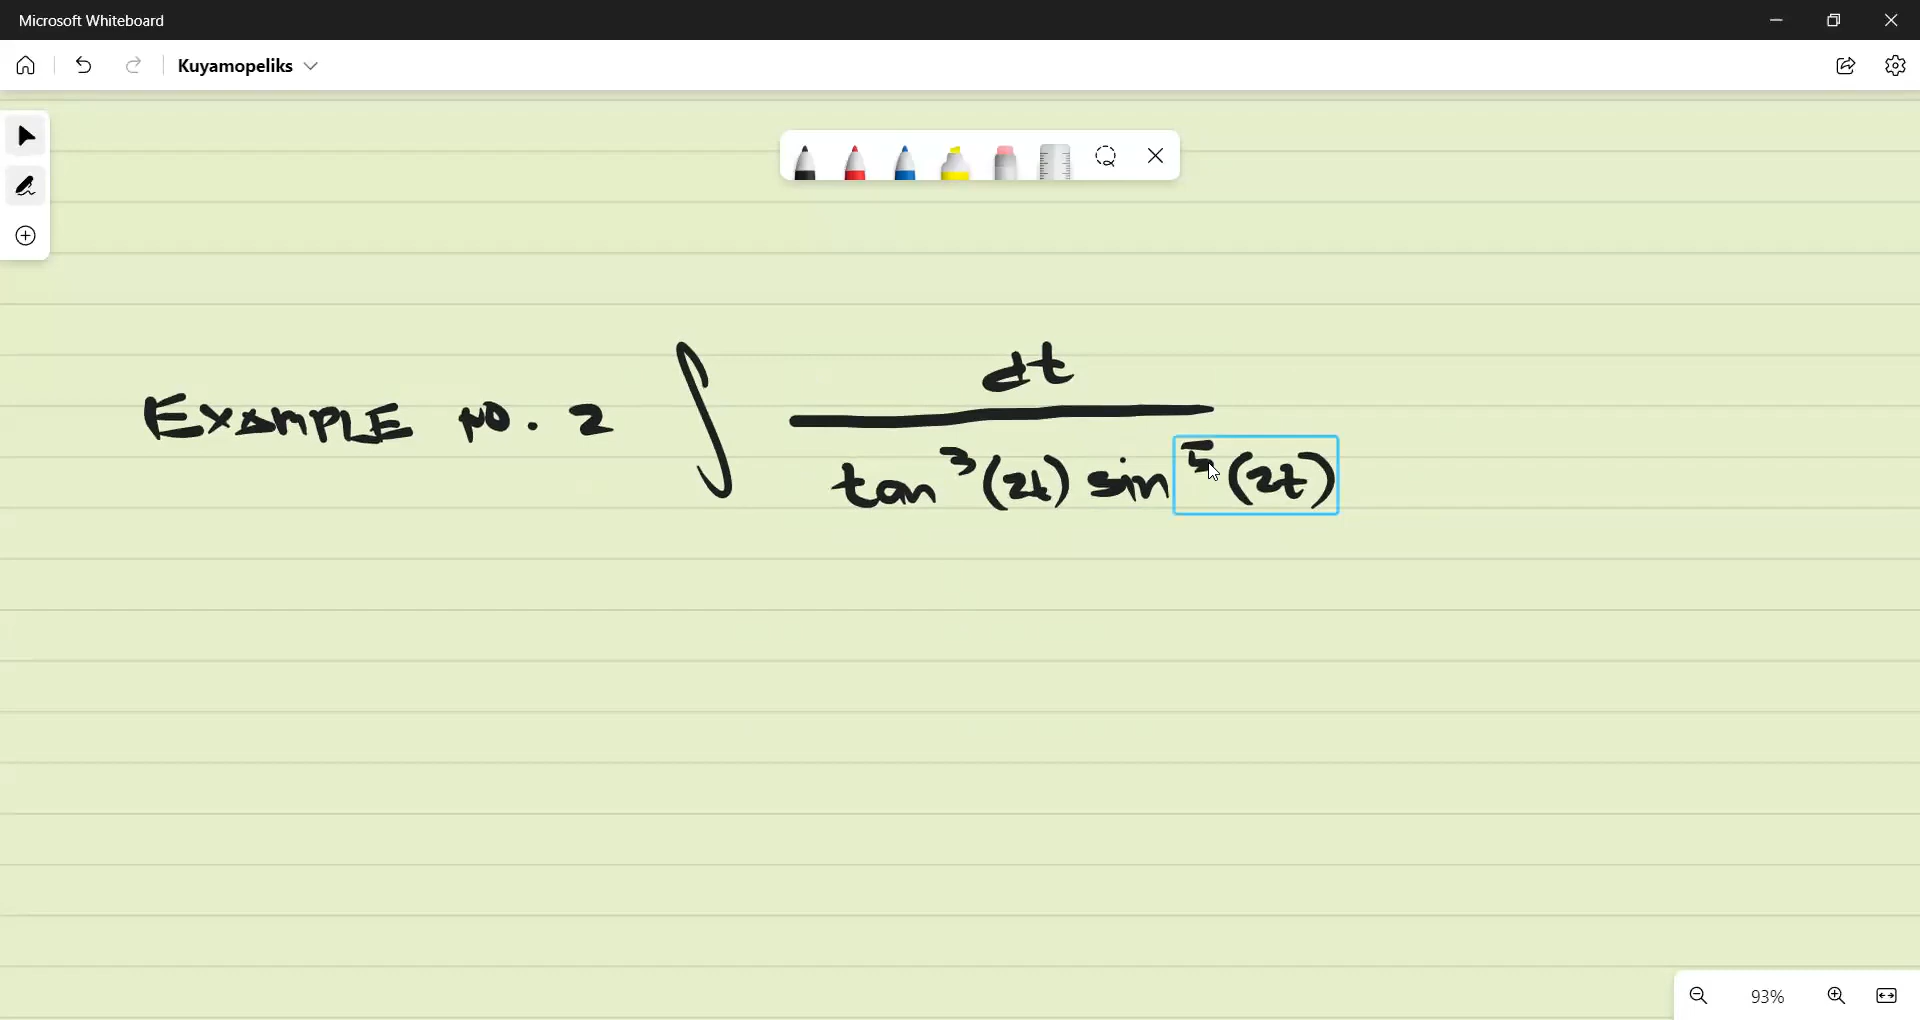 Microsoft Whiteboard
Kuyamopeliks
EXAMPLE NO. 2 ∫ dt / tan³(2t) sin⁵(2t)
93%